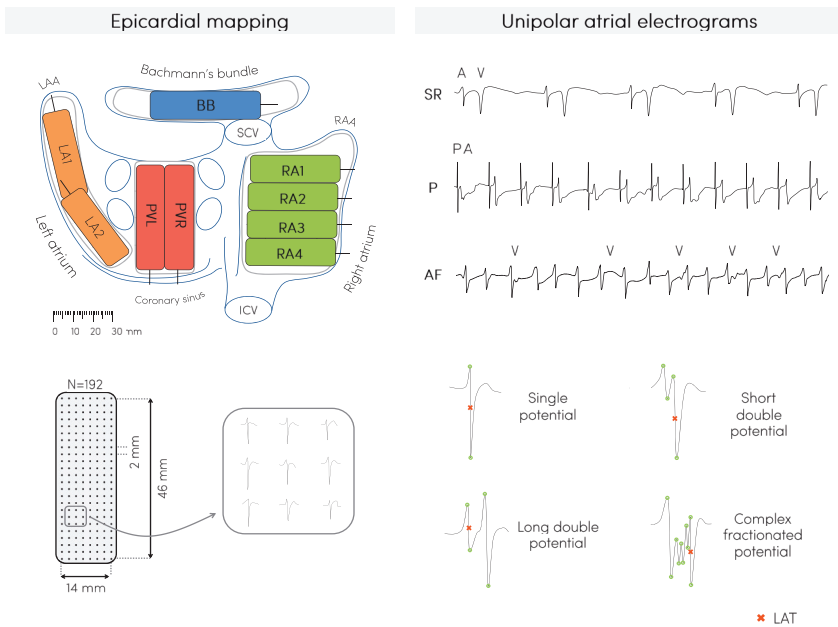 Epicardial mapping
Unipolar atrial electrograms
LAA
Bachmann's bundle
BB
SCV
RAA
LA1
LA2
PVL
PVR
RA1
RA2
RA3
RA4
Left atrium
Right atrium
Coronary sinus
ICV
0 10 20 30 mm
A V
SR
P A
P
V V V V V
AF
N=192
2 mm
46 mm
14 mm
Single
potential
Short
double
potential
Long double
potential
Complex
fractionated
potential
LAT